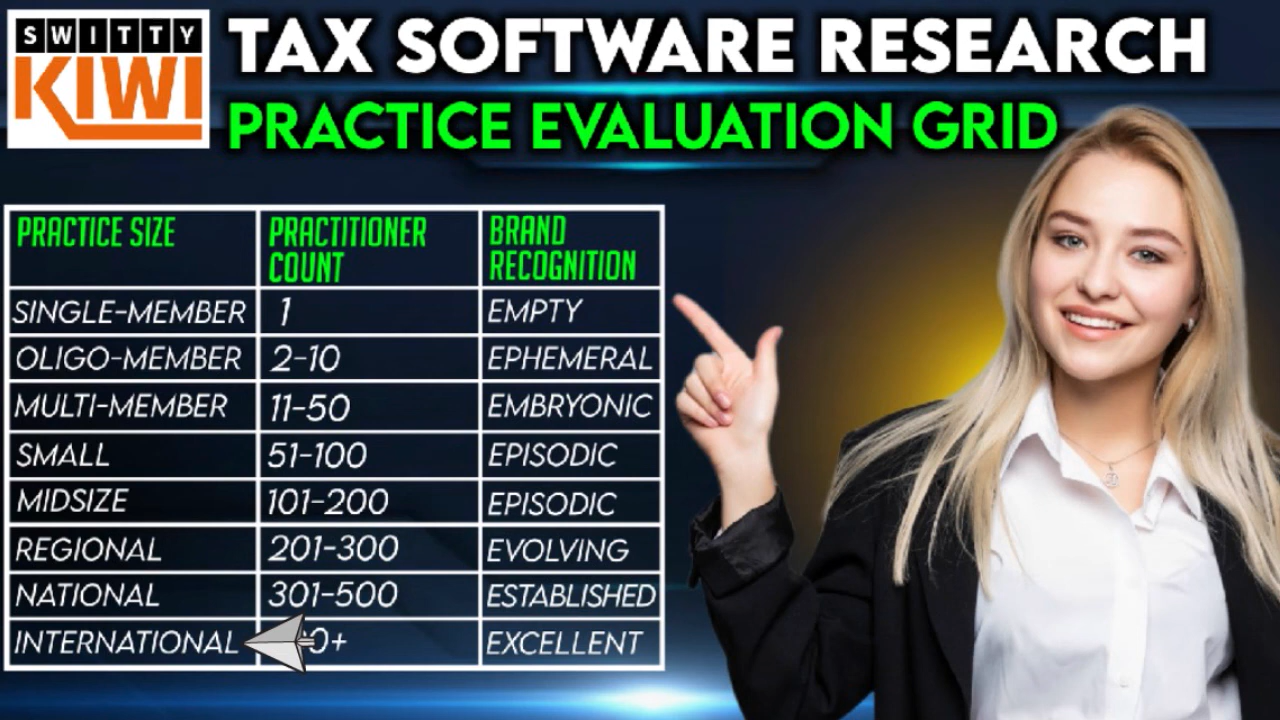 SWITTY
KIWI
TAX SOFTWARE RESEARCH
PRACTICE EVALUATION GRID
PRACTICE SIZE
PRACTITIONER
COUNT
BRAND
RECOGNITION
SINGLE-MEMBER 1 EMPTY
OLIGO-MEMBER 2-10 EPHEMERAL
MULTI-MEMBER 11-50 EMBRYONIC
SMALL 51-100 EPISODIC
MIDSIZE 101-200 EPISODIC
REGIONAL 201-300 EVOLVING
NATIONAL 301-500 ESTABLISHED
INTERNATIONAL EXCELLENT